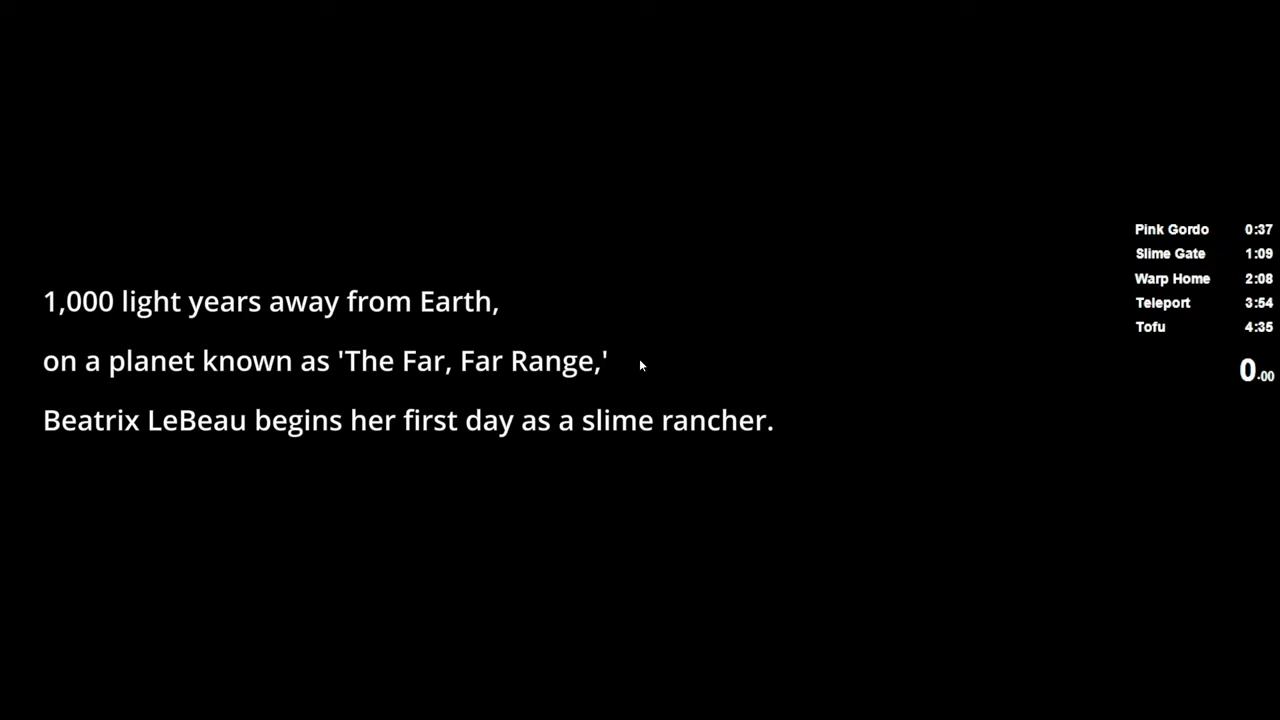 1,000 light years away from Earth,
on a planet known as 'The Far, Far Range,'
Beatrix LeBeau begins her first day as a slime rancher.
Pink Gordo 0:37
Slime Gate 1:09
Warp Home 2:08
Teleport 3:54
Tofu 4:35
0.00